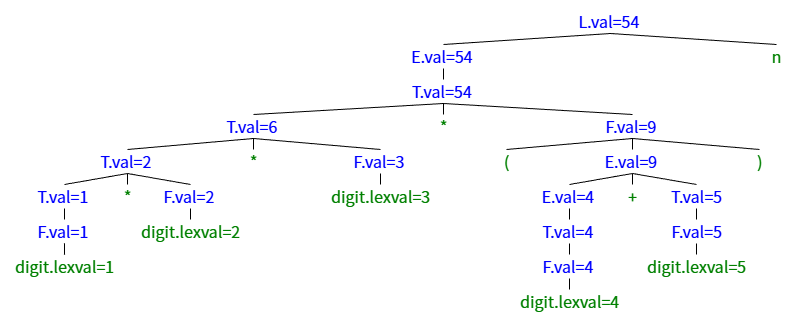 L.val=54
E.val=54 n
T.val=54
T.val=6 * F.val=9
T.val=2 * F.val=3 ( E.val=9 )
T.val=1 * F.val=2 digit.lexval=3 E.val=4 + T.val=5
F.val=1 digit.lexval=2 T.val=4 F.val=5
digit.lexval=1 F.val=4 digit.lexval=5
digit.lexval=4